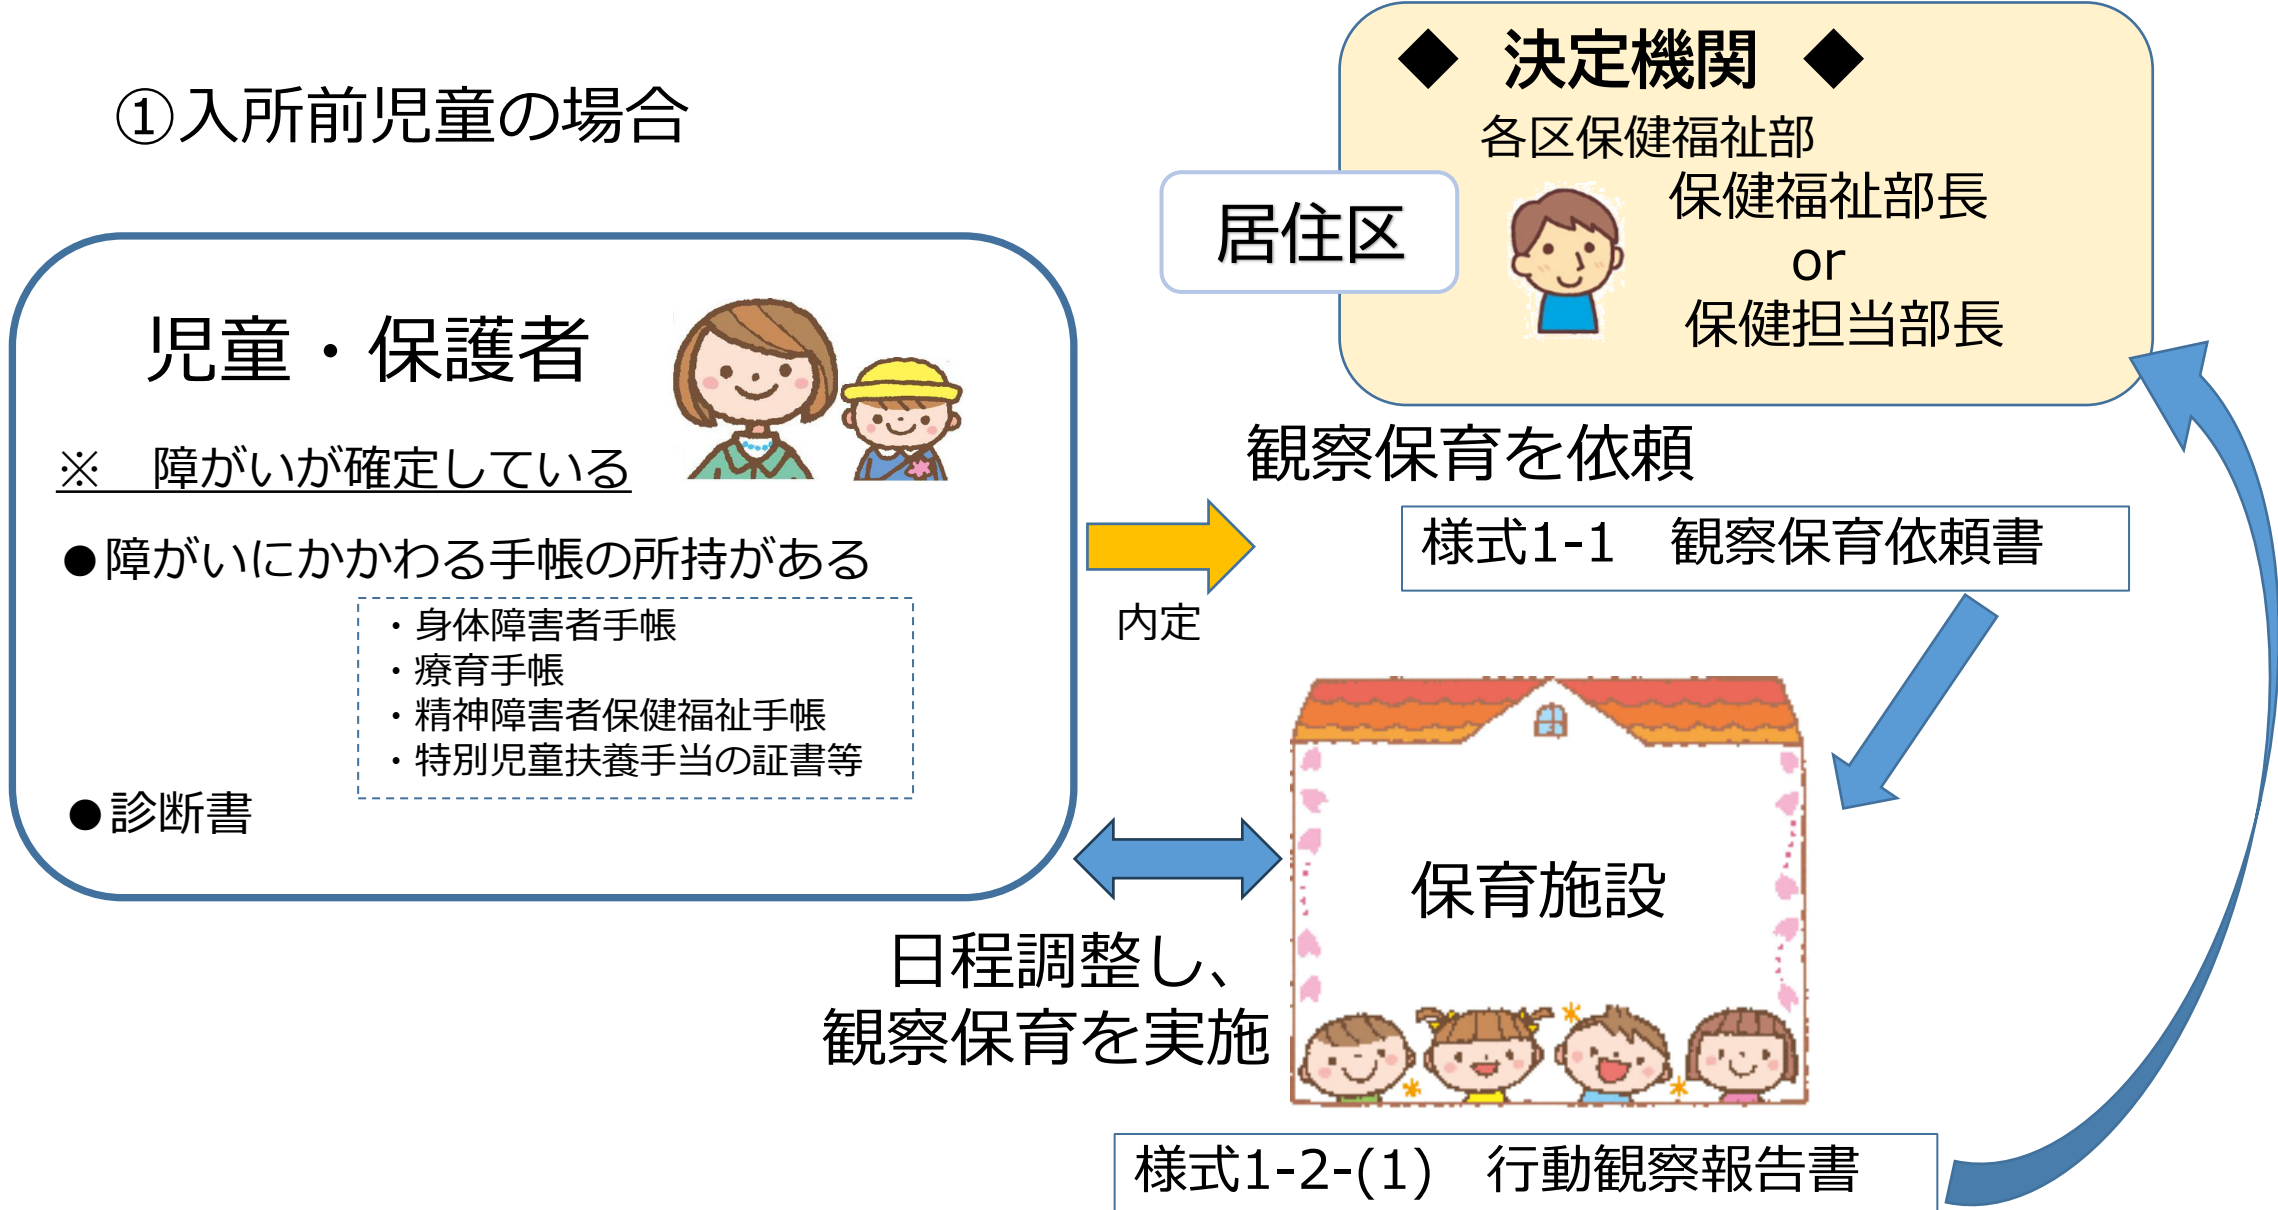 ①入所前児童の場合
◆ 決定機関 ◆
各区保健福祉部
保健福祉部長
or
保健担当部長
居住区
児童・保護者
※　障がいが確定している
●障がいにかかわる手帳の所持がある
・身体障害者手帳
・療育手帳
・精神障害者保健福祉手帳
・特別児童扶養手当の証書等
●診断書
内定
観察保育を依頼
様式1-1　観察保育依頼書
保育施設
日程調整し、
観察保育を実施
様式1-2-(1)　行動観察報告書